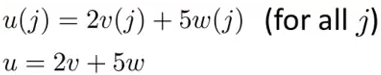 u(j) = 2v(j) + 5w(j) (for all j)
u = 2v + 5w